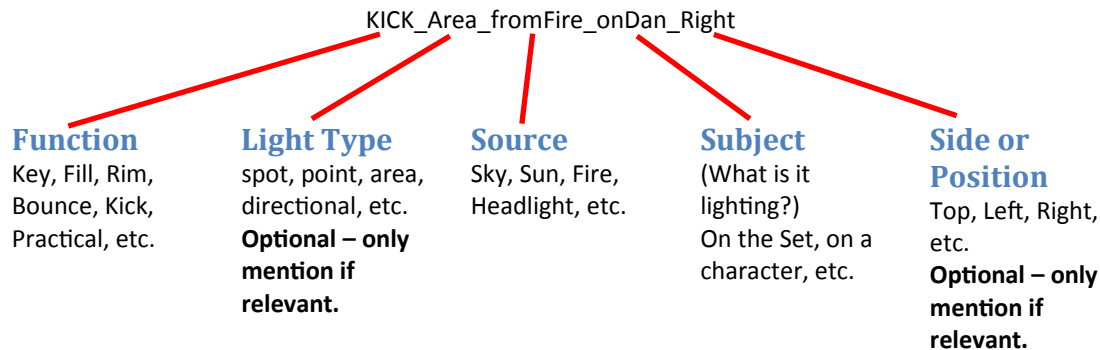 KICK_Area_fromFire_onDan_Right
Function
Key, Fill, Rim,
Bounce, Kick,
Practical, etc.
Light Type
spot, point, area,
directional, etc.
Optional – only
mention if
relevant.
Source
Sky, Sun, Fire,
Headlight, etc.
Subject
(What is it
lighting?)
On the Set, on a
character, etc.
Side or
Position
Top, Left, Right,
etc.
Optional – only
mention if
relevant.